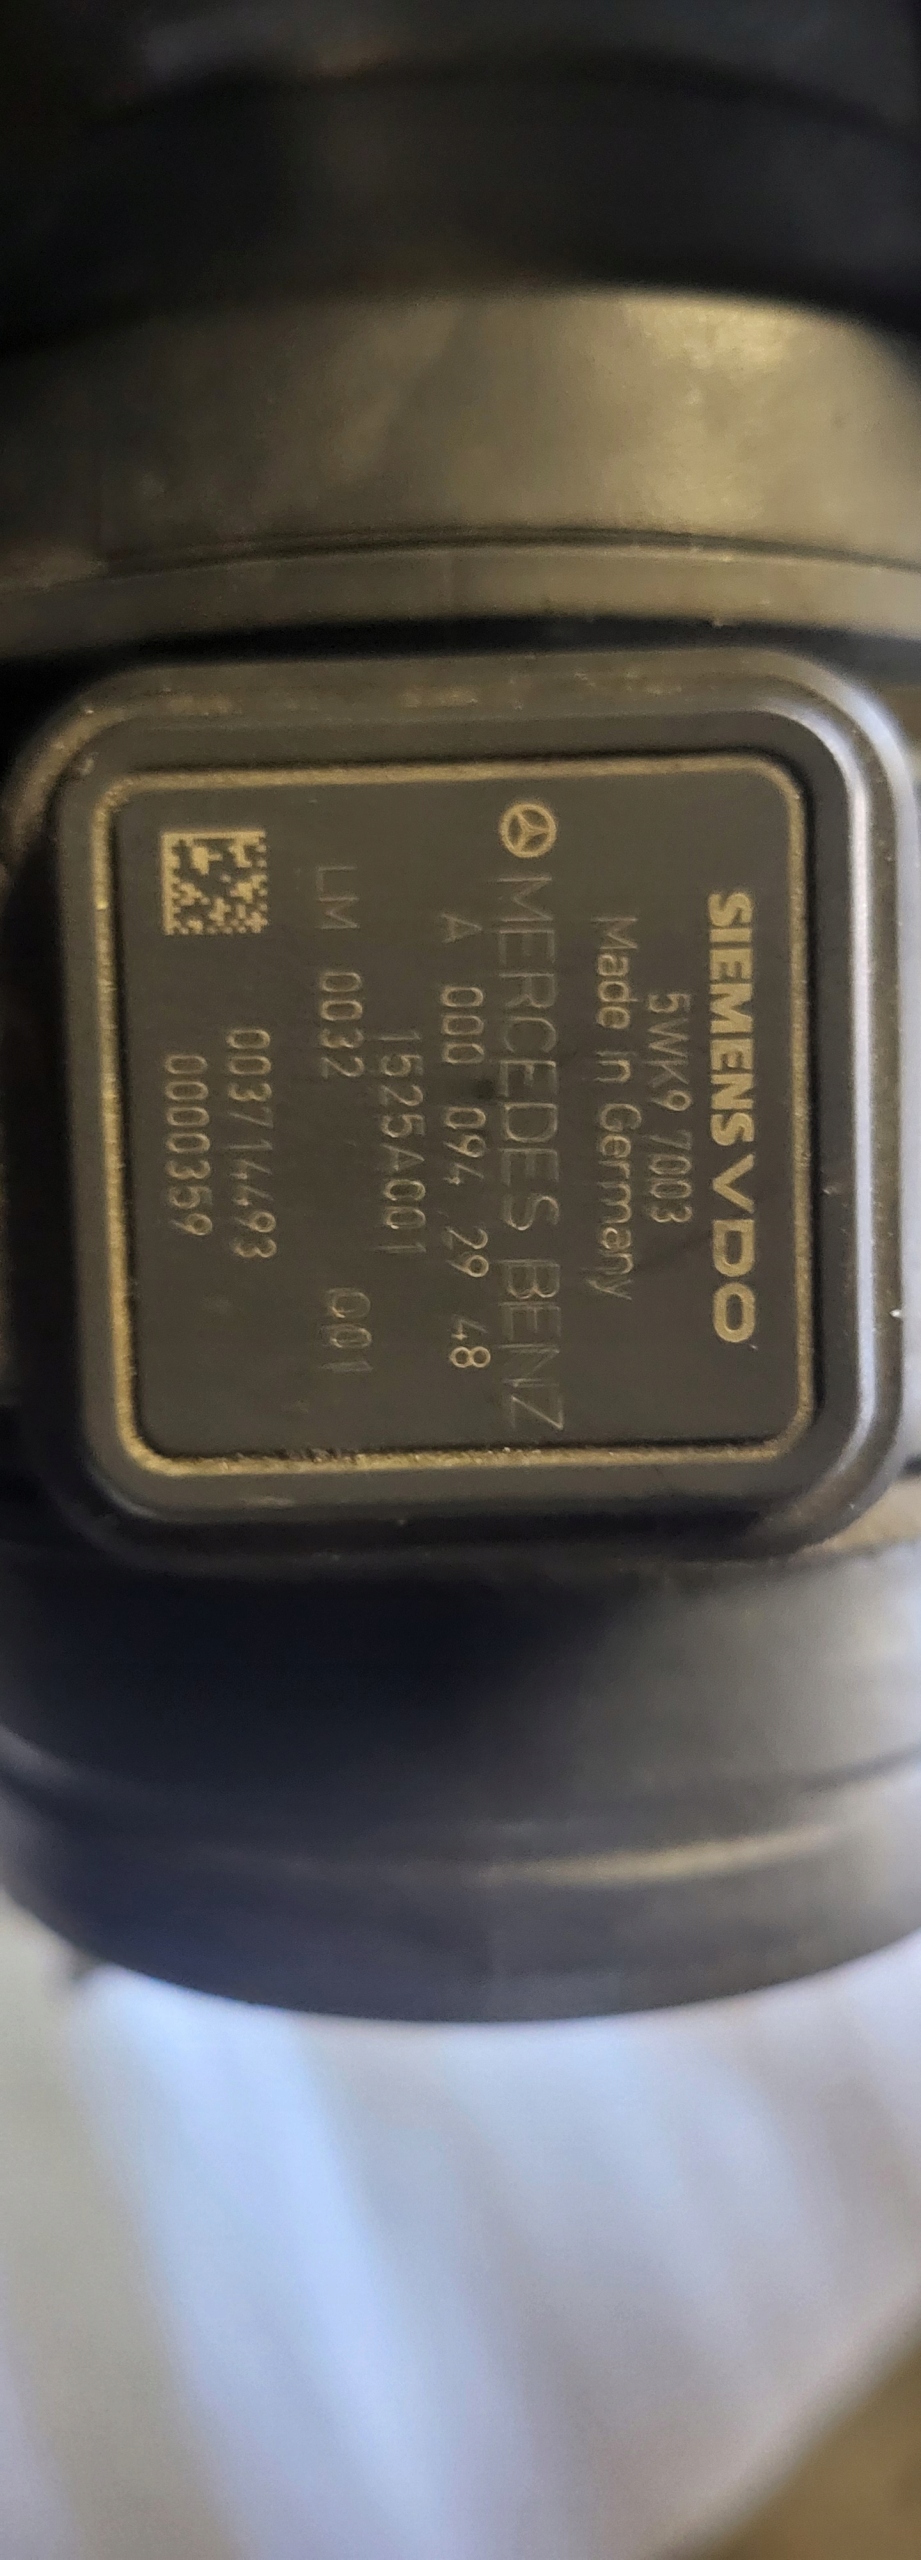 SIEMENS VDO
5WK9 7003
Made in Germany
MERCEDES BENZ
A 000 094 29 48
1525A001
LM 0032 001
00371493
0000359